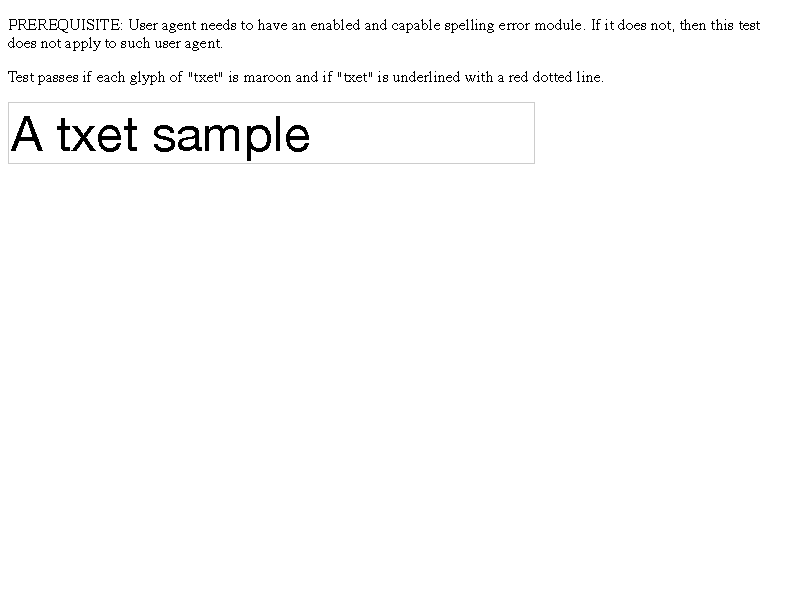 PREREQUISITE: User agent needs to have an enabled and capable spelling error module. If it does not, then this test
does not apply to such user agent.
Test passes if each glyph of "txet" is maroon and if "txet" is underlined with a red dotted line.
A txet sample